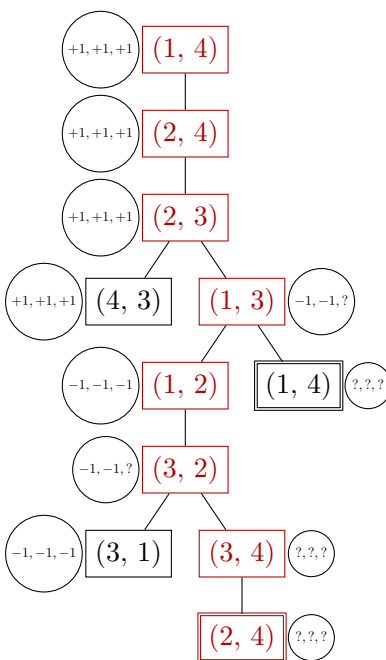 +1, +1, +1 (1, 4)
+1, +1, +1 (2, 4)
+1, +1, +1 (2, 3)
+1, +1, +1 (4, 3) (1, 3) −1, −1, ?
−1, −1, −1 (1, 2) (1, 4) ?, ?, ?
−1, −1, ? (3, 2)
−1, −1, −1 (3, 1) (3, 4) ?, ?, ?
(2, 4) ?, ?, ?